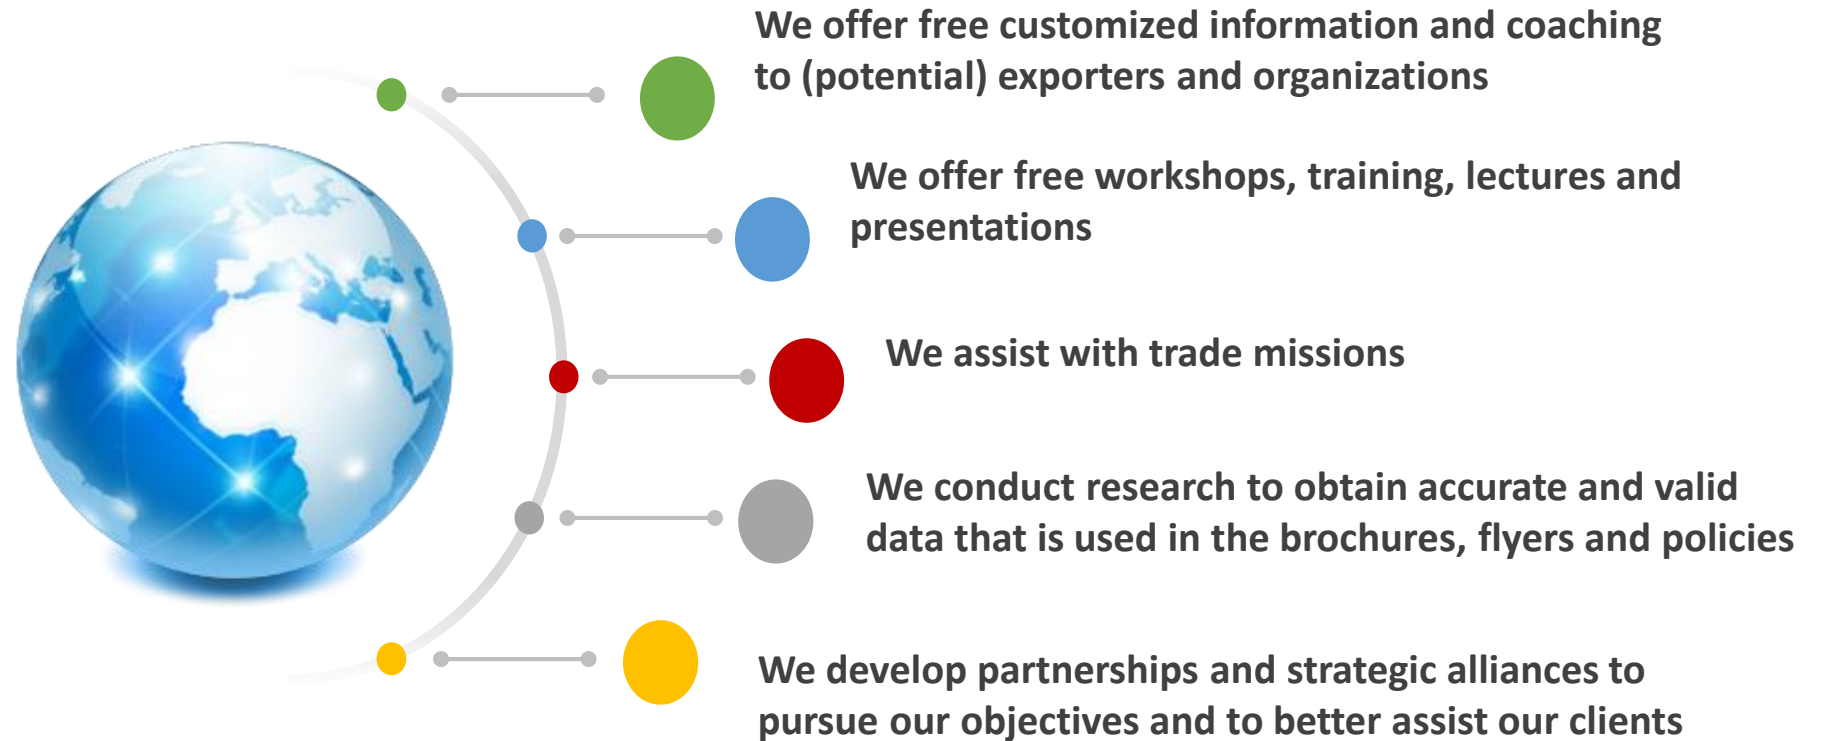 We offer free customized information and coaching
to (potential) exporters and organizations
We offer free workshops, training, lectures and
presentations
We assist with trade missions
We conduct research to obtain accurate and valid
data that is used in the brochures, flyers and policies
We develop partnerships and strategic alliances to
pursue our objectives and to better assist our clients